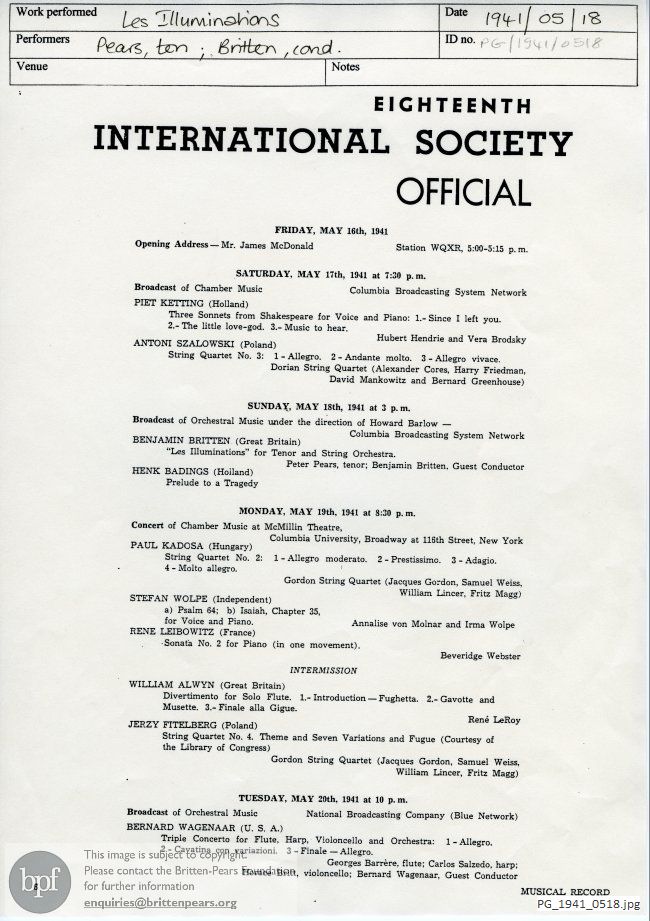 Work performed Les Illuminations Date 1941/05/18
Performers Pears, ten ; Britten, cond. ID no. PG/1941/0518
Venue Notes
EIGHTEENTH
INTERNATIONAL SOCIETY
OFFICIAL
FRIDAY, MAY 16th, 1941
Opening Address — Mr. James McDonald Station WQXR, 5:00-5:15 p. m.
SATURDAY, MAY 17th, 1941 at 7:30 p. m.
Broadcast of Chamber Music Columbia Broadcasting System Network
PIET KETTING (Holland)
Three Sonnets from Shakespeare for Voice and Piano: 1.- Since I left you.
2.- The little love-god. 3.- Music to hear.
Hubert Hendrie and Vera Brodsky
ANTONI SZALOWSKI (Poland)
String Quartet No. 3: 1 - Allegro. 2 - Andante molto. 3 - Allegro vivace.
Dorian String Quartet (Alexander Cores, Harry Friedman,
David Mankowitz and Bernard Greenhouse)
SUNDAY, MAY 18th, 1941 at 3 p. m.
Broadcast of Orchestral Music under the direction of Howard Barlow —
Columbia Broadcasting System Network
BENJAMIN BRITTEN (Great Britain)
"Les Illuminations" for Tenor and String Orchestra.
Peter Pears, tenor; Benjamin Britten, Guest Conductor
HENK BADINGS (Holland)
Prelude to a Tragedy
MONDAY, MAY 19th, 1941 at 8:30 p. m.
Concert of Chamber Music at McMillin Theatre,
Columbia University, Broadway at 116th Street, New York
PAUL KADOSA (Hungary)
String Quartet No. 2: 1 - Allegro moderato. 2 - Prestissimo. 3 - Adagio.
4 - Molto allegro.
Gordon String Quartet (Jacques Gordon, Samuel Weiss,
William Lincer, Fritz Magg)
STEFAN WOLPE (Independent)
a) Psalm 64; b) Isaiah, Chapter 35,
for Voice and Piano. Annalise von Molnar and Irma Wolpe
RENE LEIBOWITZ (France)
Sonata No. 2 for Piano (in one movement).
Beveridge Webster
INTERMISSION
WILLIAM ALWYN (Great Britain)
Divertimento for Solo Flute. 1.- Introduction — Fughetta. 2.- Gavotte and
Musette. 3.- Finale alla Gigue.
René LeRoy
JERZY FITELBERG (Poland)
String Quartet No. 4. Theme and Seven Variations and Fugue (Courtesy of
the Library of Congress)
Gordon String Quartet (Jacques Gordon, Samuel Weiss,
William Lincer, Fritz Magg)
TUESDAY, MAY 20th, 1941 at 10 p. m.
Broadcast of Orchestral Music National Broadcasting Company (Blue Network)
BERNARD WAGENAAR (U. S. A.)
Triple Concerto for Flute, Harp, Violoncello and Orchestra: 1 - Allegro.
2 - Cavatina con variazioni. 3 - Finale — Allegro.
Georges Barrère, flute; Carlos Salzedo, harp;
Horace Britt, violoncello; Bernard Wagenaar, Guest Conductor
MUSICAL RECORD
bpf
This image is subject to copyright.
Please contact the Britten-Pears Foundation
for further information
enquiries@brittenpears.org
PG_1941_0518.jpg